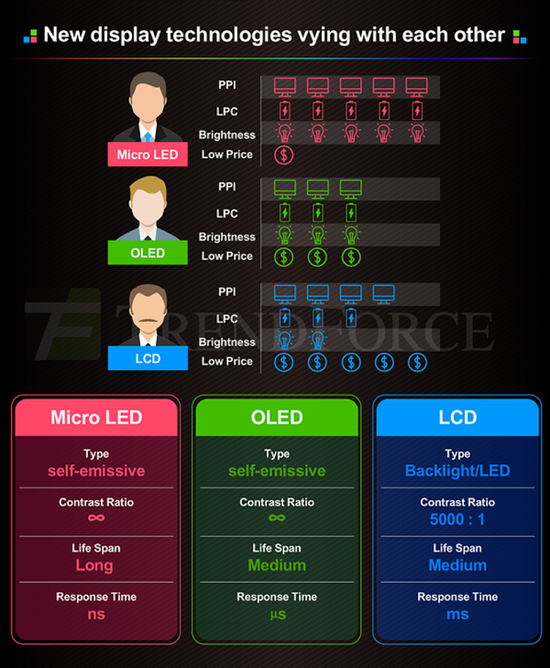 New display technologies vying with each other
PPI
LPC
Brightness
Micro LED
Low Price
$
PPI
LPC
Brightness
OLED
Low Price
$ $ $
TRENDFORCE
PPI
LPC
Brightness
LCD
Low Price
$ $ $ $ $
Micro LED
Type
self-emissive
Contrast Ratio
∞
Life Span
Long
Response Time
ns
OLED
Type
self-emissive
Contrast Ratio
∞
Life Span
Medium
Response Time
μs
LCD
Type
Backlight/LED
Contrast Ratio
5000 : 1
Life Span
Medium
Response Time
ms